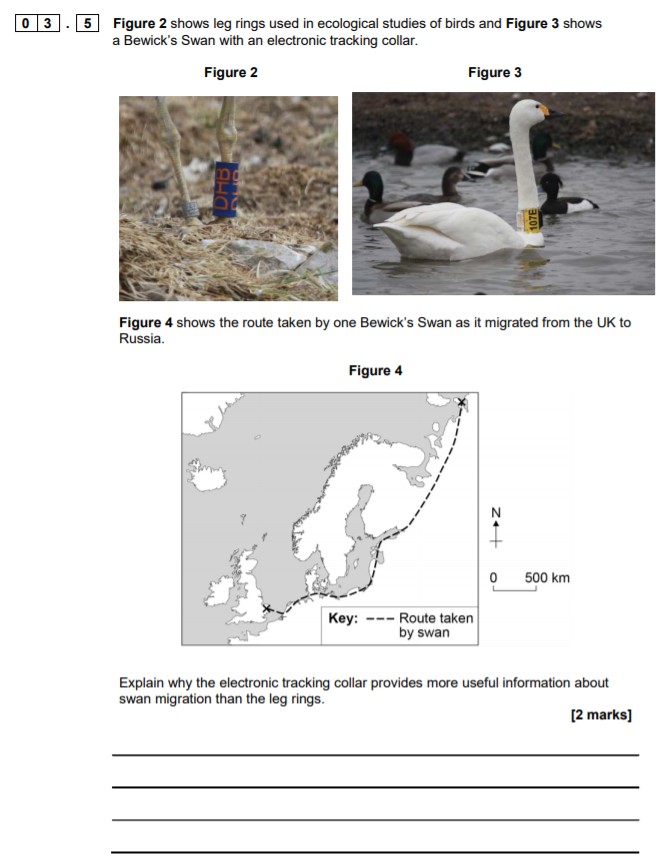 0 3 . 5 Figure 2 shows leg rings used in ecological studies of birds and Figure 3 shows
a Bewick's Swan with an electronic tracking collar.
Figure 2 Figure 3
DHB
DHB
107E
Figure 4 shows the route taken by one Bewick's Swan as it migrated from the UK to
Russia.
Figure 4
N
0 500 km
Key: --- Route taken
by swan
Explain why the electronic tracking collar provides more useful information about
swan migration than the leg rings.
[2 marks]